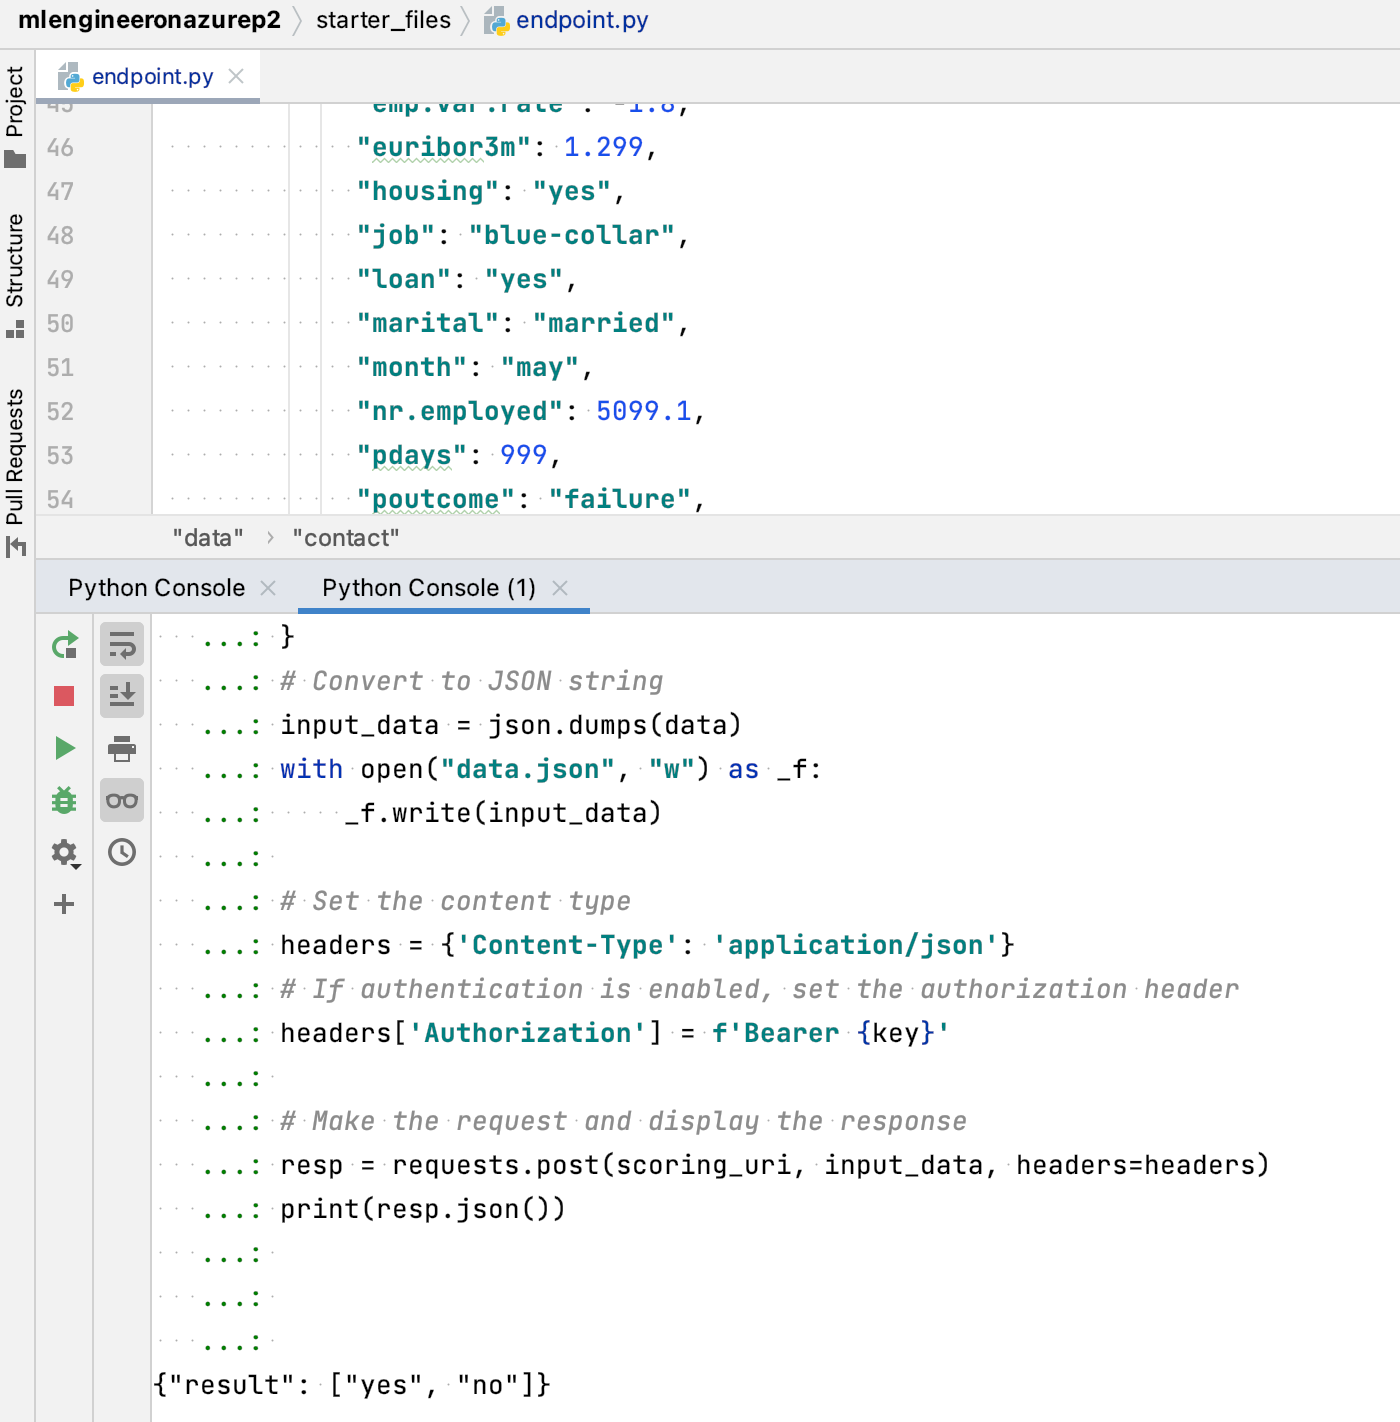 mlengineeronazurep2 starter_files endpoint.py
endpoint.py
Project
Structure
Pull Requests
45 "emp.var.rate": -1.8,
46 "euribor3m": 1.299,
47 "housing": "yes",
48 "job": "blue-collar",
49 "loan": "yes",
50 "marital": "married",
51 "month": "may",
52 "nr.employed": 5099.1,
53 "pdays": 999,
54 "poutcome": "failure",
"data" › "contact"
Python Console Python Console (1)
...: }
...: # Convert to JSON string
...: input_data = json.dumps(data)
...: with open("data.json", "w") as _f:
...:     _f.write(input_data)
...:
...: # Set the content type
...: headers = {'Content-Type': 'application/json'}
...: # If authentication is enabled, set the authorization header
...: headers['Authorization'] = f'Bearer {key}'
...:
...: # Make the request and display the response
...: resp = requests.post(scoring_uri, input_data, headers=headers)
...: print(resp.json())
...:
...:
...:
{"result": ["yes", "no"]}